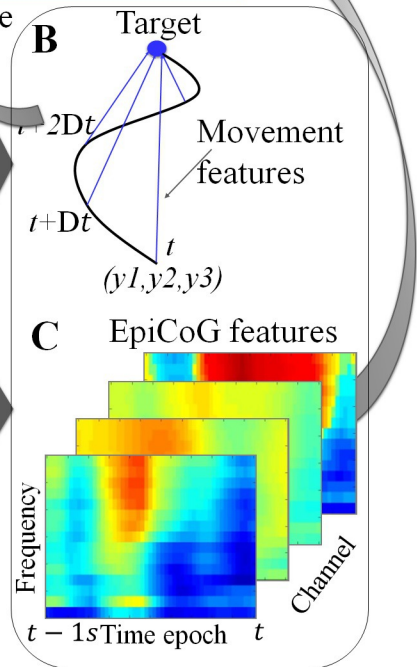 e
B
Target
t+2Dt
Movement
features
t+Dt
t
(y1,y2,y3)
C
EpiCoG features
Frequency
Channel
t − 1s Time epoch t